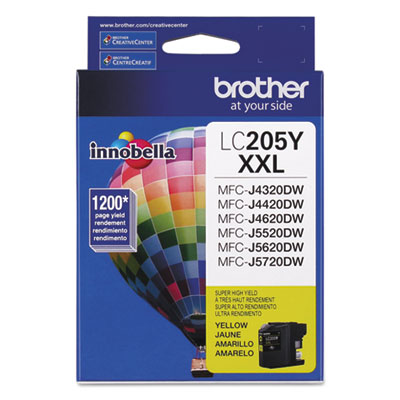 BROTHER
CREATIVECENTER
BROTHER
CENTRECRÉATIF
www.brother.com/creativecenter
brother
at your side
innobella
LC205Y
XXL
1200*
page yield
rendement
rendimiento
rendimento
MFC-J4320DW
MFC-J4420DW
MFC-J4620DW
MFC-J5520DW
MFC-J5620DW
MFC-J5720DW
SUPER HIGH YIELD
À TRÈS HAUT RENDEMENT
SUPER ALTO RENDIMIENTO
ULTRA RENDIMENTO
YELLOW
JAUNE
AMARILLO
AMARELO